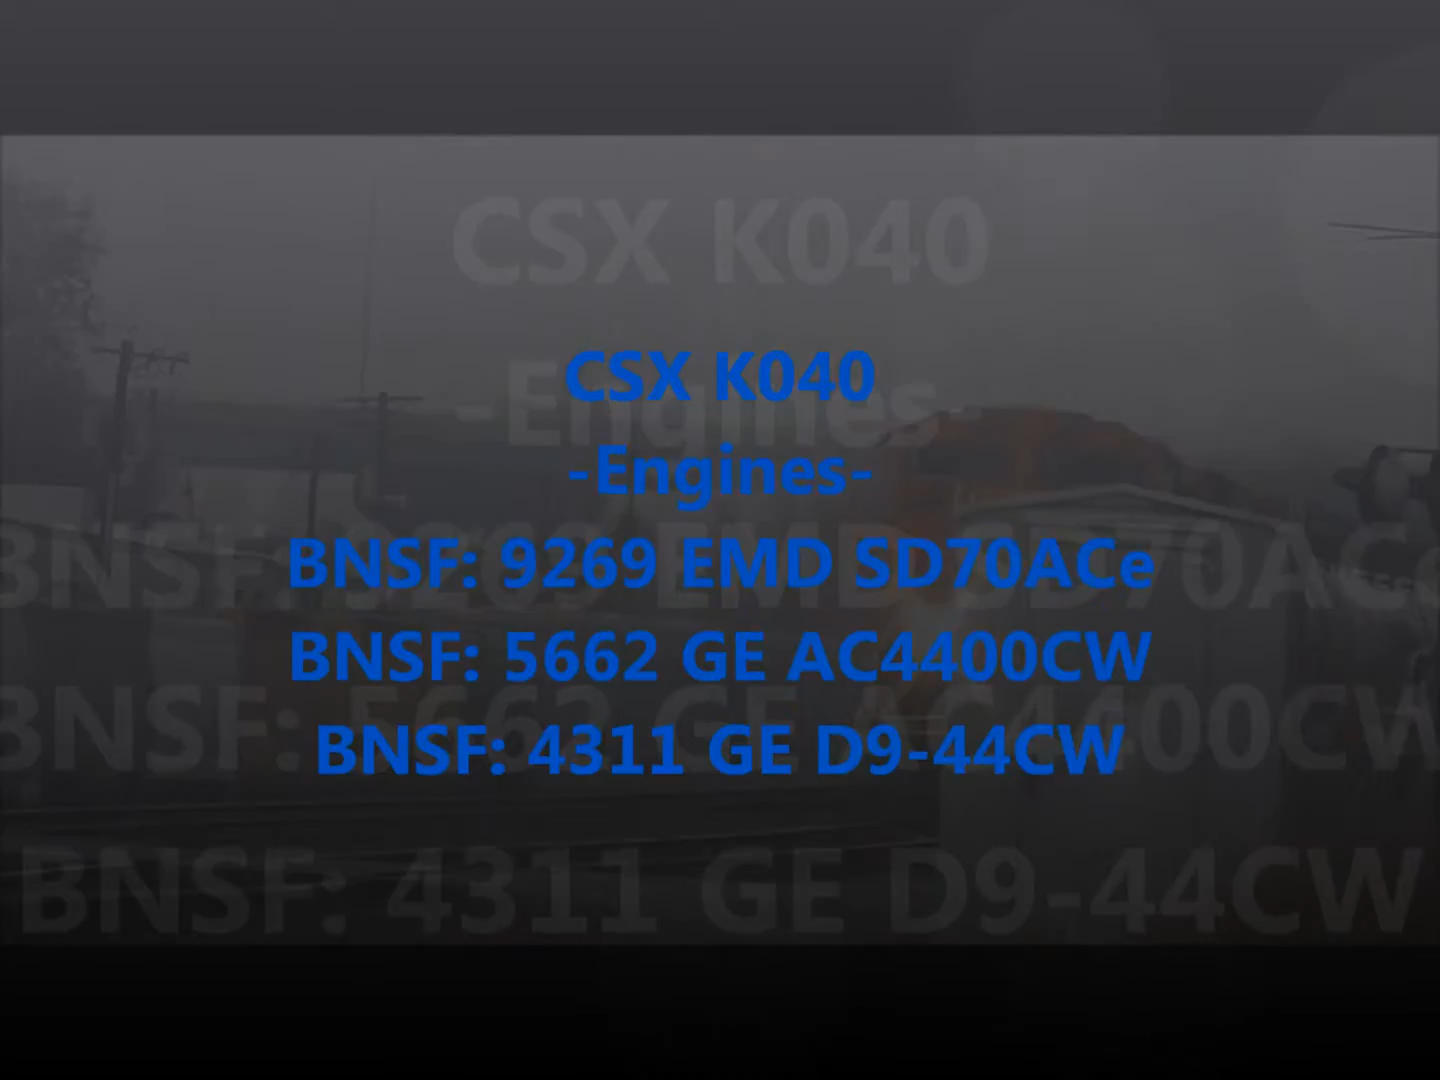 CSX K040
-Engines-
BNSF: 9269 EMD SD70ACe
BNSF: 5662 GE AC4400CW
BNSF: 4311 GE D9-44CW